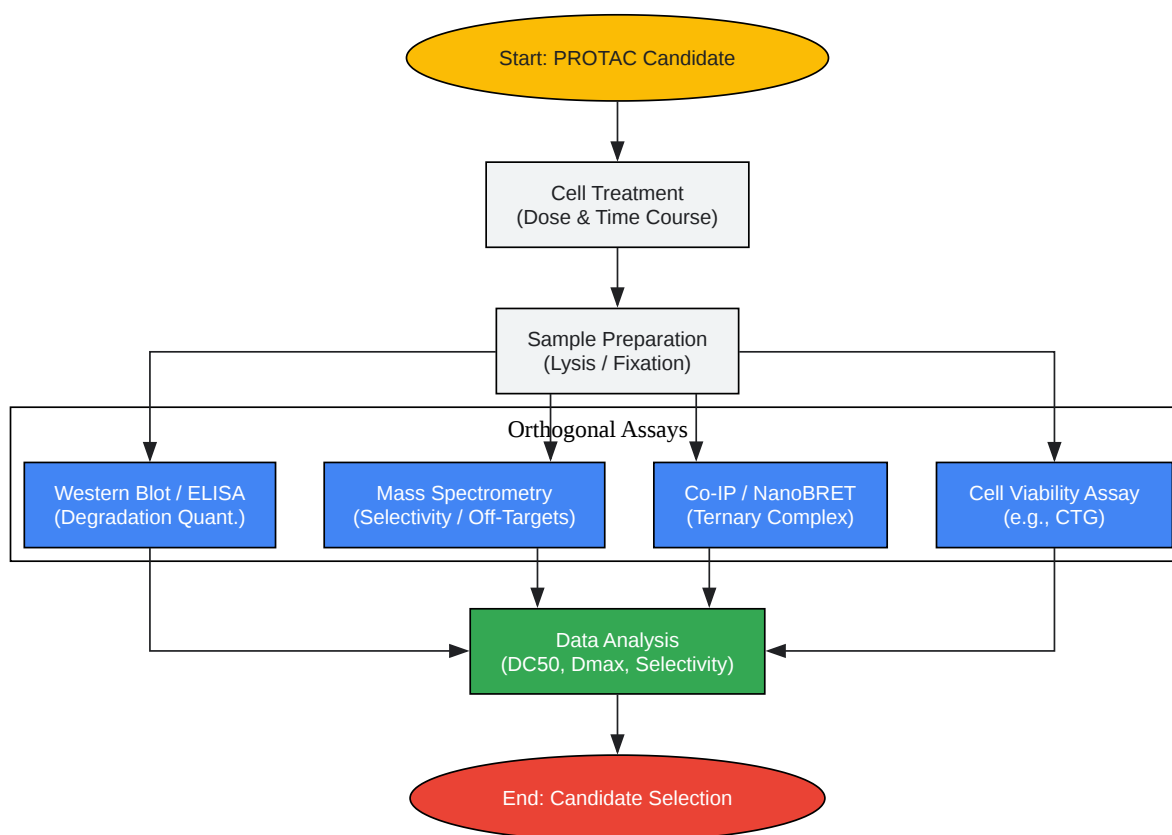 Start: PROTAC Candidate
Cell Treatment
(Dose & Time Course)
Sample Preparation
(Lysis / Fixation)
Orthogonal Assays
Western Blot / ELISA
(Degradation Quant.)
Mass Spectrometry
(Selectivity / Off-Targets)
Co-IP / NanoBRET
(Ternary Complex)
Cell Viability Assay
(e.g., CTG)
Data Analysis
(DC50, Dmax, Selectivity)
End: Candidate Selection